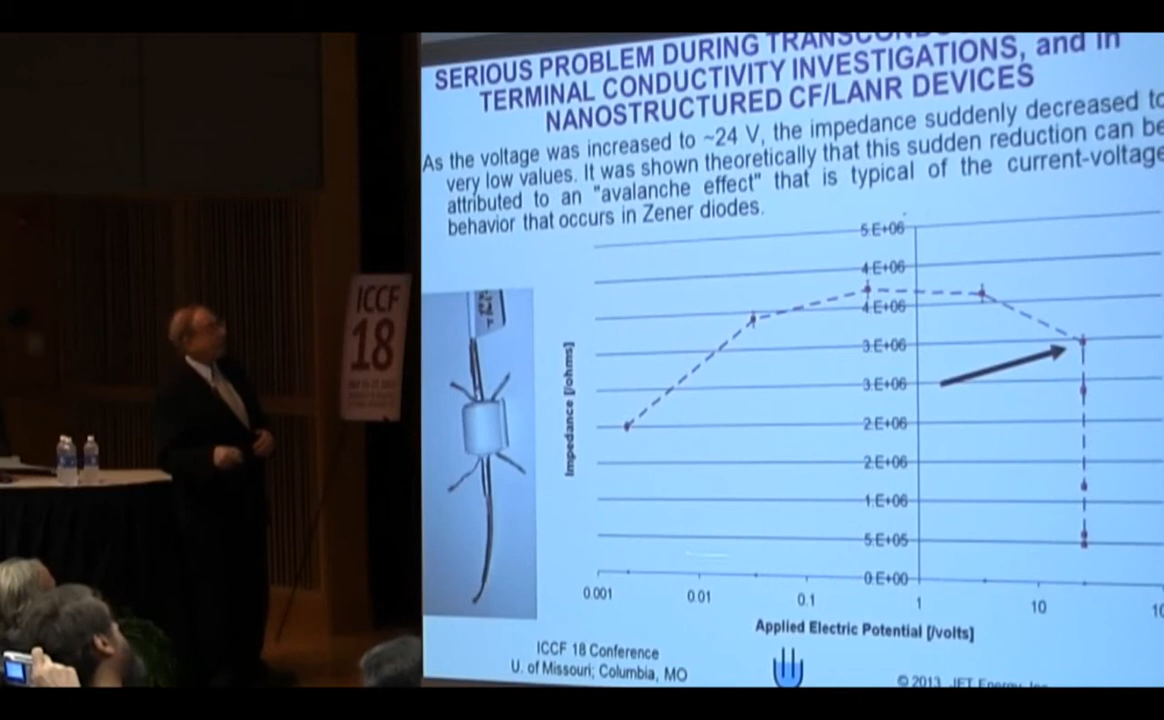 SERIOUS PROBLEM DURING
TERMINAL CONDUCTIVITY INVESTIGATIONS, and in
NANOSTRUCTURED CF/LANR DEVICES
As the voltage was increased to ~24 V, the impedance suddenly decreased to
very low values. It was shown theoretically that this sudden reduction can be
attributed to an "avalanche effect" that is typical of the current-voltage
behavior that occurs in Zener diodes.
5.E+06
4.E+06
4.E+06
3.E+06
3.E+06
2.E+06
2.E+06
1.E+06
5.E+05
0.E+00
Impedance [/ohms]
0.001
0.01
0.1
1
10
Applied Electric Potential [/volts]
ICCF 18 Conference
U. of Missouri; Columbia, MO
© 2013
ICCF
18